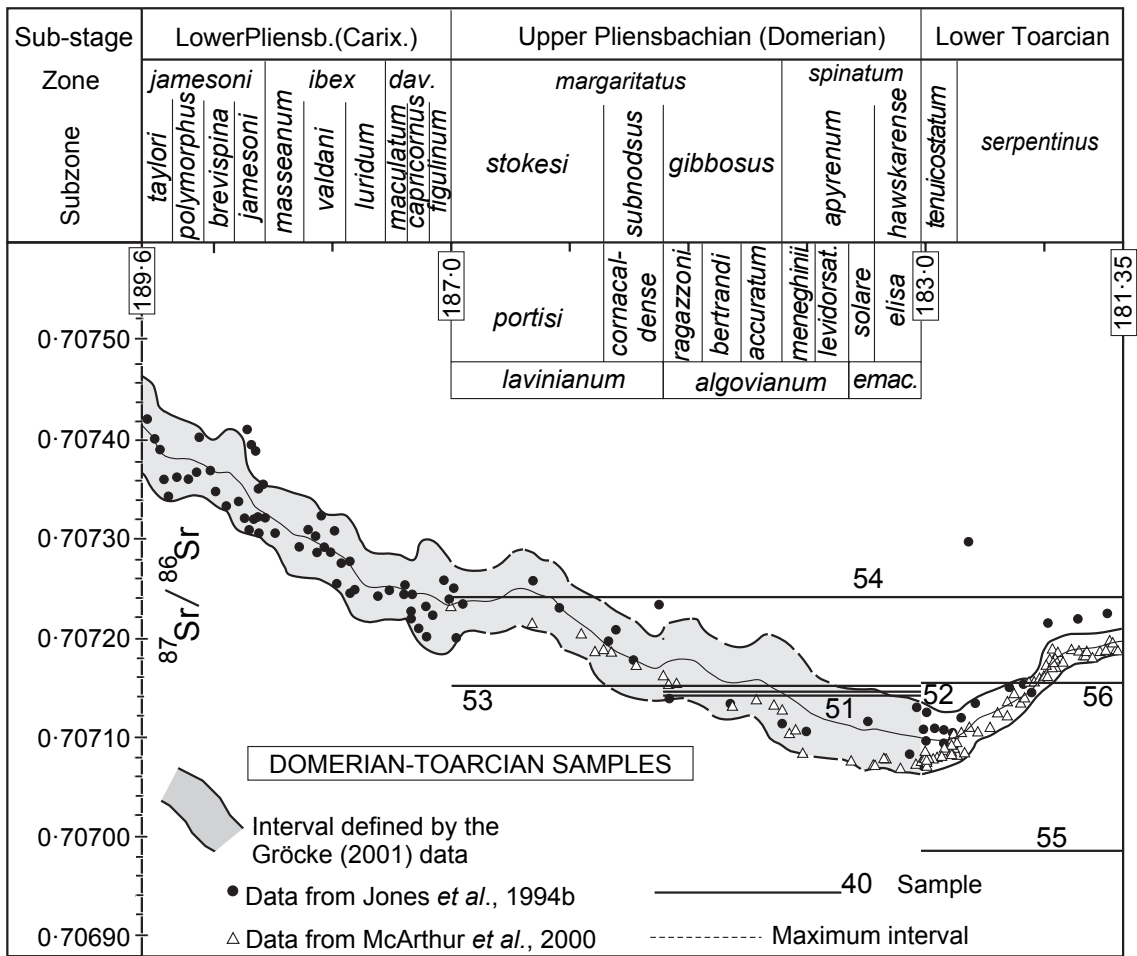 Sub-stage
LowerPliensb.(Carix.)
Upper Pliensbachian (Domerian)
Lower Toarcian
Zone
jamesoni
ibex
dav.
margaritatus
spinatum
Subzone
taylori
polymorphus
brevispina
jamesoni
masseanum
valdani
luridum
maculatum
capricornus
figulinum
stokesi
subnodsus
gibbosus
apyrenum
hawskarense
tenuicostatum
serpentinus
189·6
187·0
183·0
181·35
portisi
cornacal-
dense
ragazzoni
bertrandi
accuratum
meneghinii
levidorsat.
solare
elisa
lavinianum
algovianum
emac.
0·70750
0·70740
0·70730
0·70720
0·70710
0·70700
0·70690
87Sr/ 86Sr
54
53
52
51
56
55
DOMERIAN-TOARCIAN SAMPLES
Interval defined by the
Gröcke (2001) data
Data from Jones et al., 1994b
Data from McArthur et al., 2000
40 Sample
Maximum interval